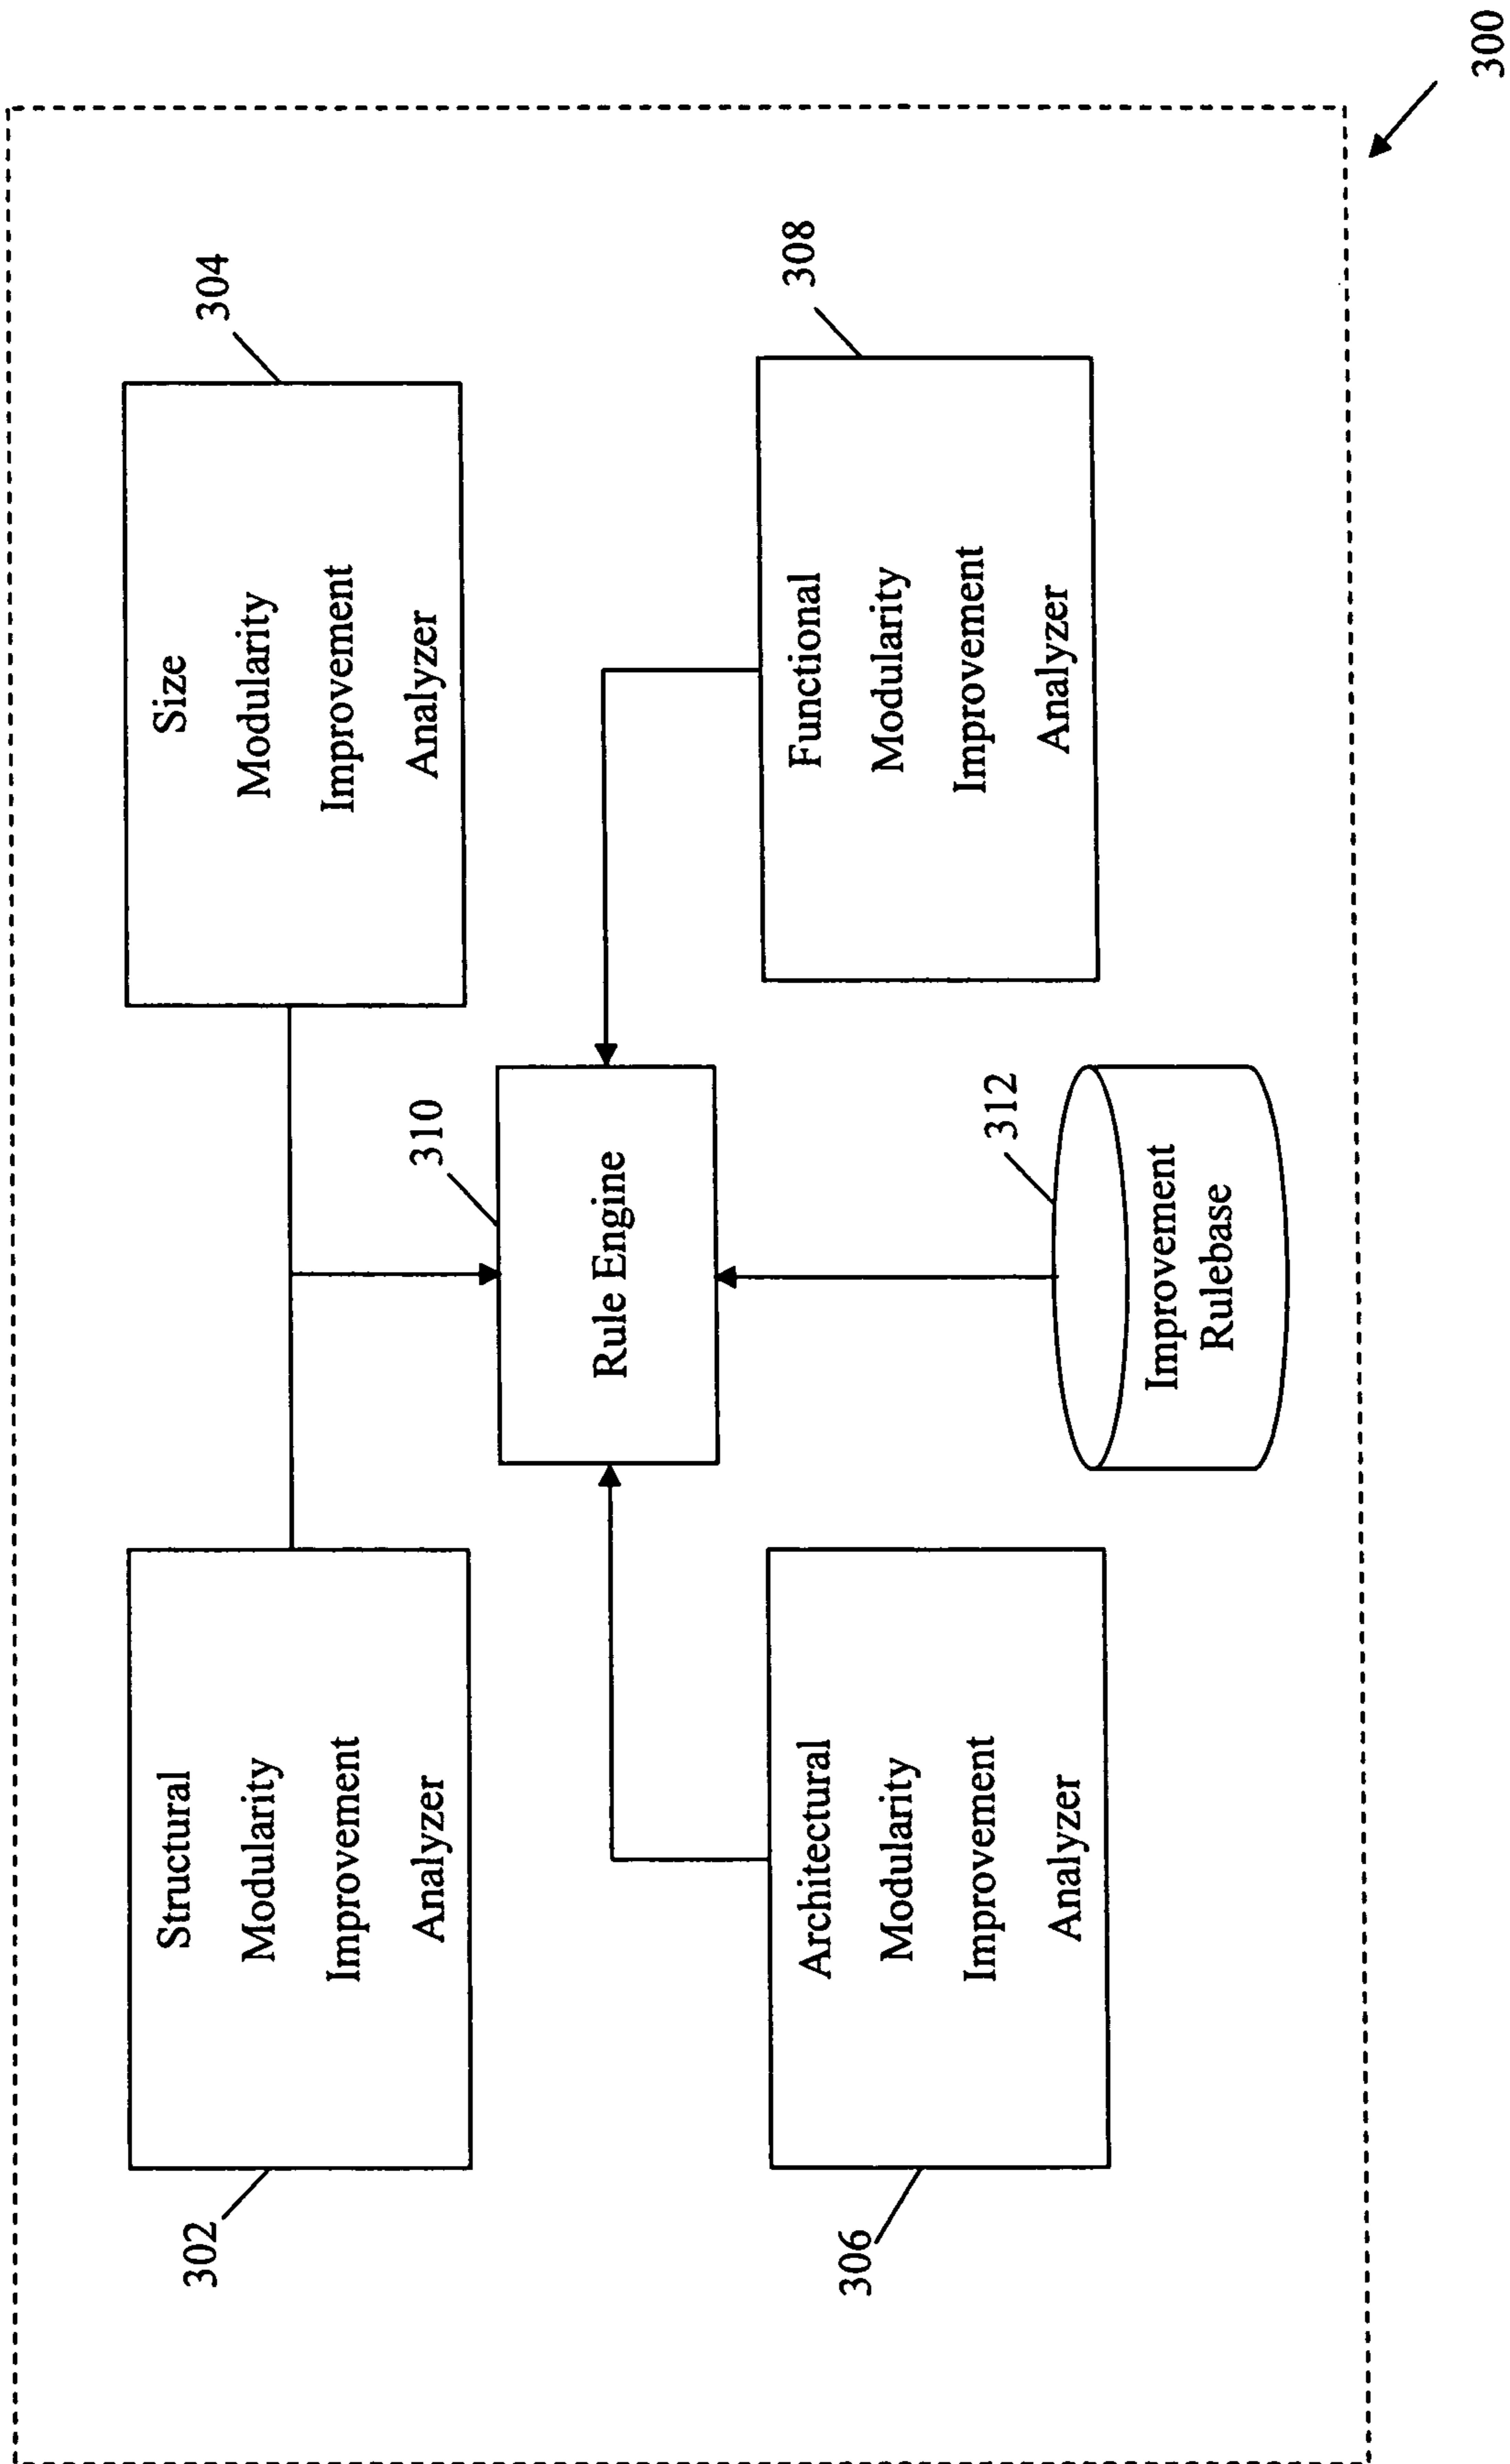 302
Structural
Modularity
Improvement
Analyzer
304
Size
Modularity
Improvement
Analyzer
310
Rule Engine
306
Architectural
Modularity
Improvement
Analyzer
308
Functional
Modularity
Improvement
Analyzer
312
Improvement
Rulebase
300